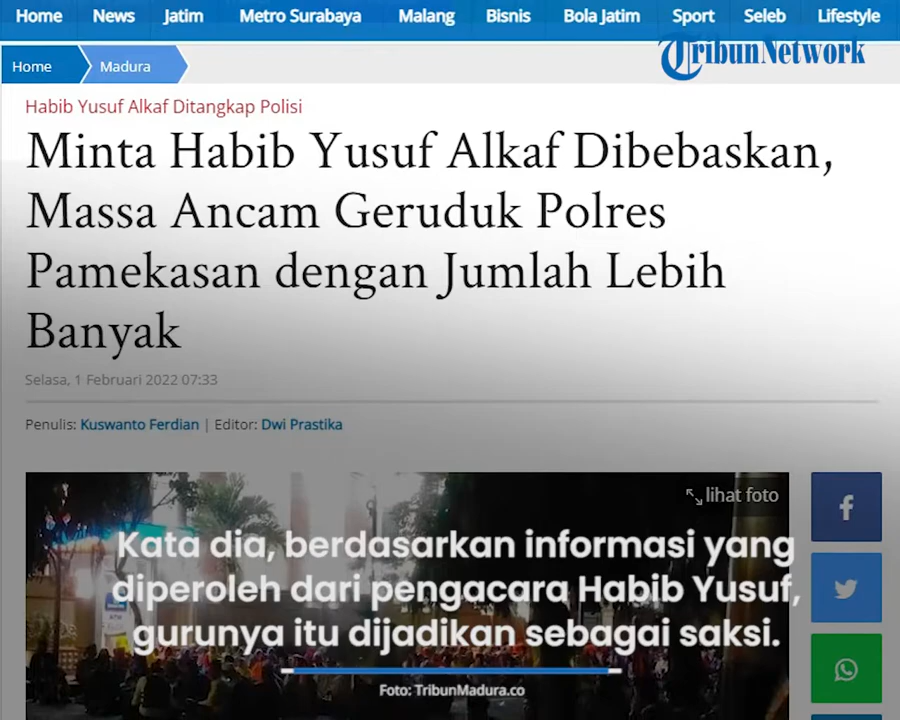 Home News Jatim Metro Surabaya Malang Bisnis Bola Jatim Sport Seleb Lifestyle
TribunNetwork
Home Madura
Habib Yusuf Alkaf Ditangkap Polisi
Minta Habib Yusuf Alkaf Dibebaskan,
Massa Ancam Geruduk Polres
Pamekasan dengan Jumlah Lebih
Banyak
Selasa, 1 Februari 2022 07:33
Penulis: Kuswanto Ferdian | Editor: Dwi Prastika
lihat foto
Kata dia, berdasarkan informasi yang
diperoleh dari pengacara Habib Yusuf,
gurunya itu dijadikan sebagai saksi.
Foto: TribunMadura.co